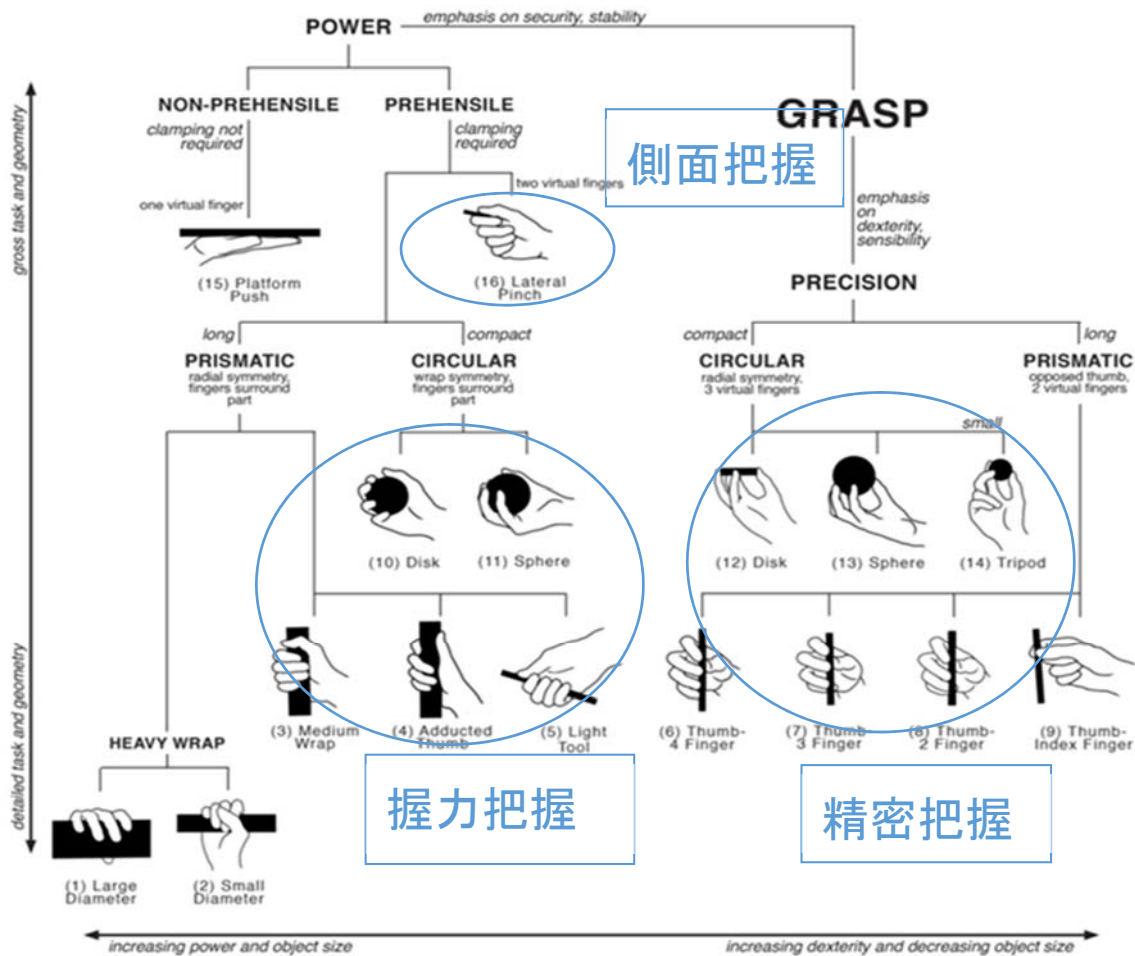 emphasis on security, stability
POWER
NON-PREHENSILE
PREHENSILE
GRASP
clamping not
required
clamping
required
側面把握
one virtual finger
two virtual fingers
emphasis
on
dexterity,
sensibility
(15) Platform
Push
(16) Lateral
Pinch
PRECISION
gross task and geometry
long
compact
compact
long
PRISMATIC
radial symmetry,
fingers surround
part
CIRCULAR
wrap symmetry,
fingers surround
part
CIRCULAR
radial symmetry,
3 virtual fingers
PRISMATIC
opposed thumb,
2 virtual fingers
small
(10) Disk
(11) Sphere
(12) Disk
(13) Sphere
(14) Tripod
(3) Medium
Wrap
(4) Adducted
Thumb
(5) Light
Tool
(6) Thumb-
4 Finger
(7) Thumb-
3 Finger
(8) Thumb-
2 Finger
(9) Thumb-
Index Finger
HEAVY WRAP
握力把握
精密把握
detailed task and geometry
(1) Large
Diameter
(2) Small
Diameter
increasing power and object size
increasing dexterity and decreasing object size